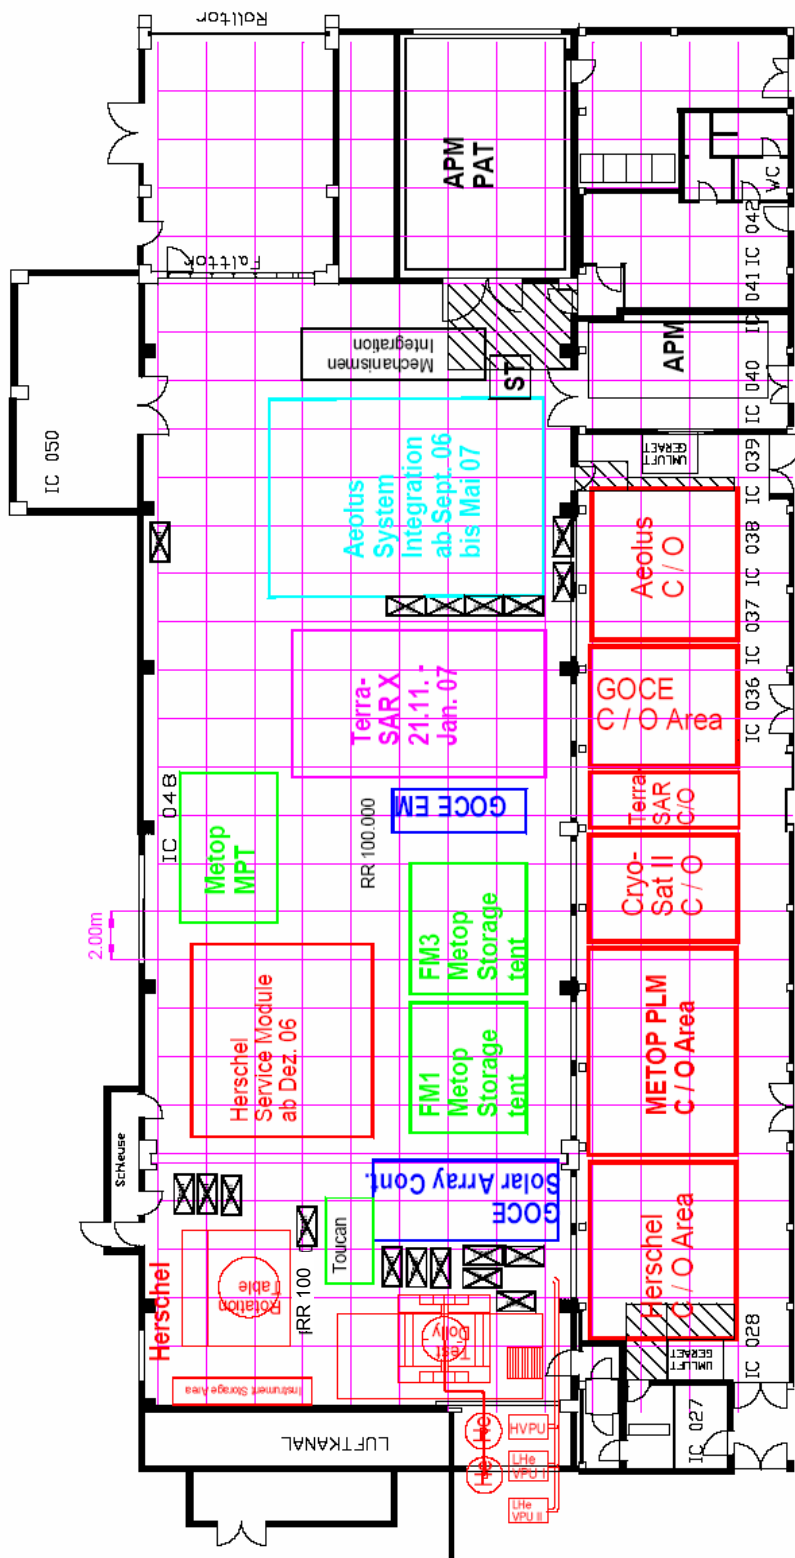 Rolltor
APM
PAT
WC
Falttor
IC 042
IC 041
Mechanismen
Integration
ST
APM
IC 040
IC 050
UMLUFT
GERAET
IC 039
Aeolus
System
Integration
ab Sept. 06
bis Mai 07
Aeolus
C / O
IC 038
IC 037
Terra-
SAR X
21.11. -
Jan. 07
GOCE
C / O Area
IC 036
IC 048
Metop
MPT
RR 100.000
GOCE EM
Terra-
SAR
C/O
Cryo-
Sat II
C / O
2.00m
FM3
Metop
Storage
tent
Herschel
Service Module
ab Dez. 06
FM1
Metop
Storage
tent
METOP PLM
C / O Area
Schleuse
GOCE
Solar Array Cont.
Toucan
Herschel
C / O Area
Herschel
Rotation
Table
RR 100
Test
Dolly
UMLUFT
GERAET
IC 028
Instrument Storage Area
IC 027
LUFTKANAL
He
He
HVPU
LHe
VPU I
LHe
VPU II